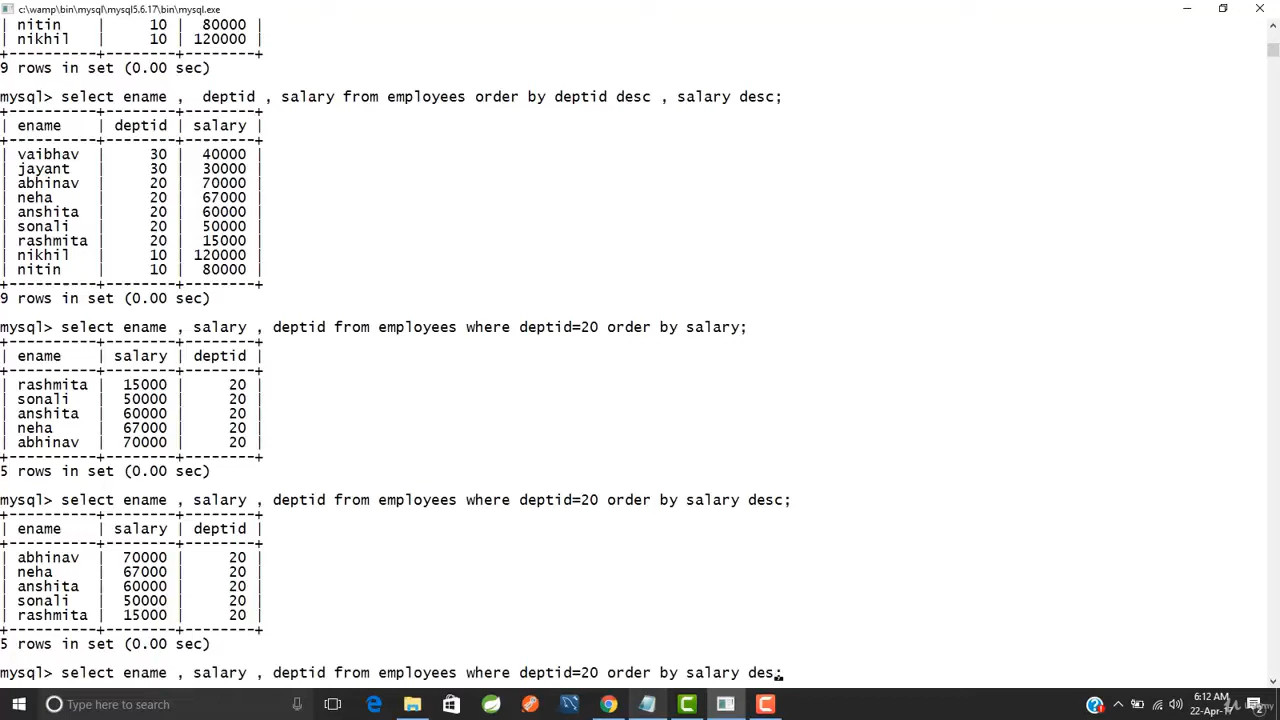 c:\wamp\bin\mysql\mysql5.6.17\bin\mysql.exe
| nitin | 10 | 80000 |
| nikhil | 10 | 120000 |
+----------+--------+--------+
9 rows in set (0.00 sec)
mysql> select ename , deptid , salary from employees order by deptid desc , salary desc;
+----------+--------+--------+
| ename | deptid | salary |
+----------+--------+--------+
| vaibhav | 30 | 40000 |
| jayant | 30 | 30000 |
| abhinav | 20 | 70000 |
| neha | 20 | 67000 |
| anshita | 20 | 60000 |
| sonali | 20 | 50000 |
| rashmita | 20 | 15000 |
| nikhil | 10 | 120000 |
| nitin | 10 | 80000 |
+----------+--------+--------+
9 rows in set (0.00 sec)
mysql> select ename , salary , deptid from employees where deptid=20 order by salary;
+----------+--------+--------+
| ename | salary | deptid |
+----------+--------+--------+
| rashmita | 15000 | 20 |
| sonali | 50000 | 20 |
| anshita | 60000 | 20 |
| neha | 67000 | 20 |
| abhinav | 70000 | 20 |
+----------+--------+--------+
5 rows in set (0.00 sec)
mysql> select ename , salary , deptid from employees where deptid=20 order by salary desc;
+----------+--------+--------+
| ename | salary | deptid |
+----------+--------+--------+
| abhinav | 70000 | 20 |
| neha | 67000 | 20 |
| anshita | 60000 | 20 |
| sonali | 50000 | 20 |
| rashmita | 15000 | 20 |
+----------+--------+--------+
5 rows in set (0.00 sec)
mysql> select ename , salary , deptid from employees where deptid=20 order by salary des;
Type here to search
6:12 AM
22-Apr-1